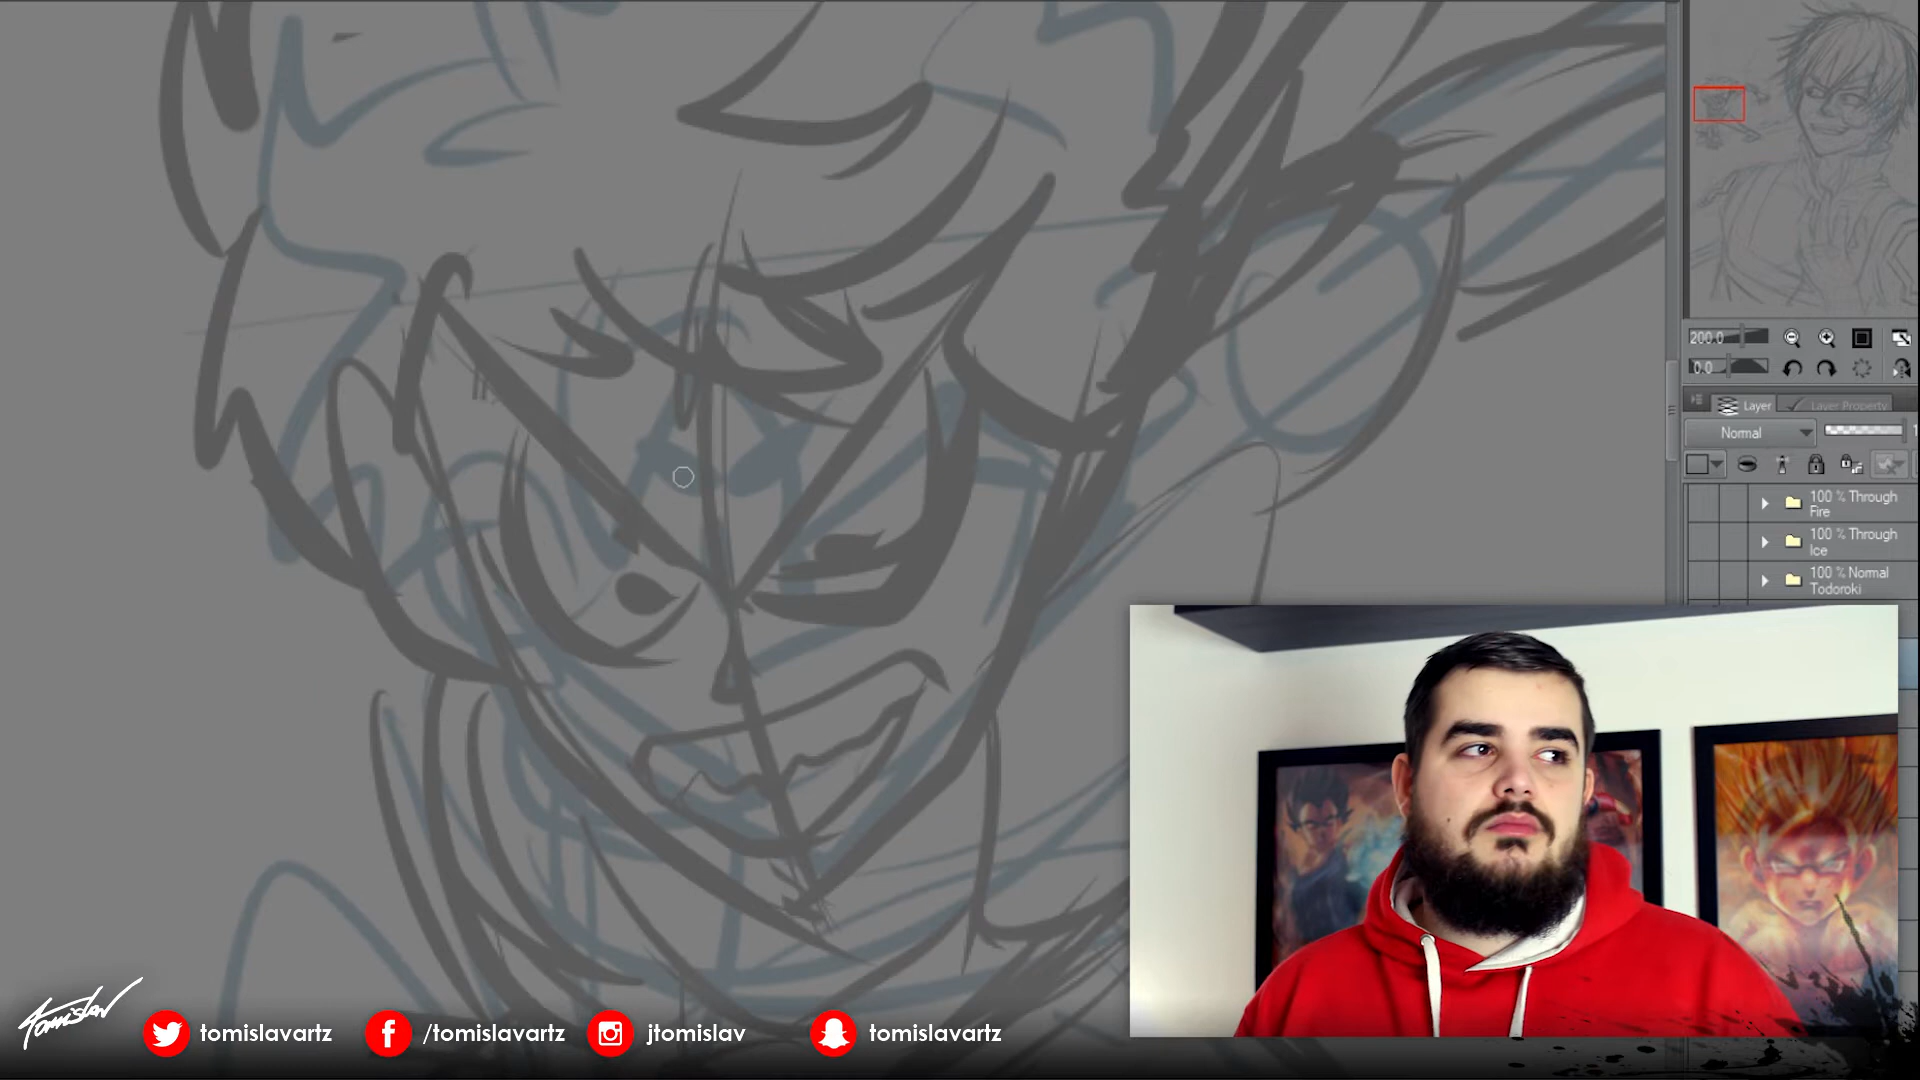 200.0
0.0
Layer
Layer Property
Normal
100 % Through
Fire
100 % Through
Ice
100 % Normal
Todoroki
Tomislav
tomislavartz
/tomislavartz
jtomislav
tomislavartz